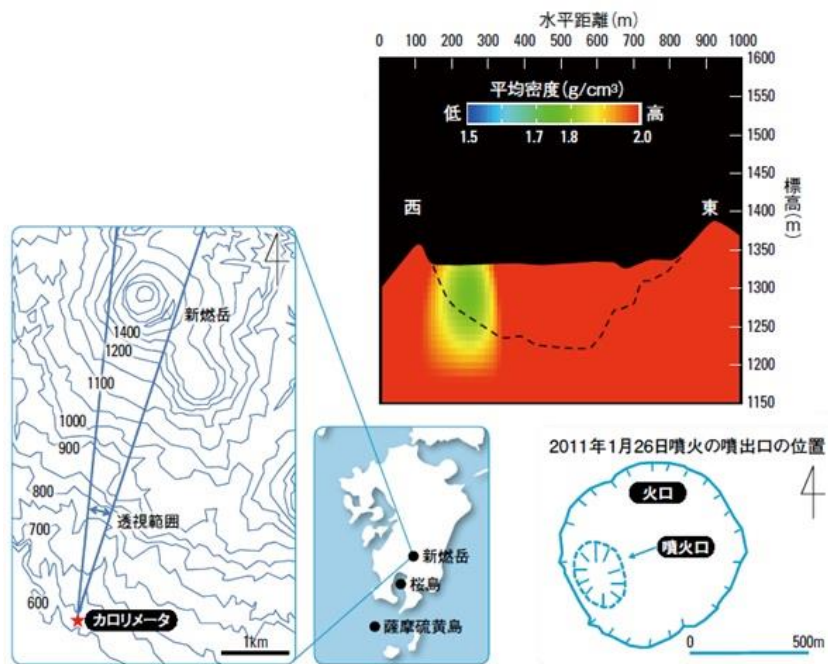 水平距離(m)
0 100 200 300 400 500 600 700 800 900 1000
1600
1550
1500
1450
1400
1350
1300
1250
1200
1150
標高(m)
平均密度(g/cm³)
低
高
1.5 1.7 1.8 2.0
西
東
新燃岳
1400
1200
1100
1000
900
800
700
600
透視範囲
カロリメータ
1km
新燃岳
桜島
薩摩硫黄島
2011年1月26日噴火の噴出口の位置
火口
噴火口
0 500m